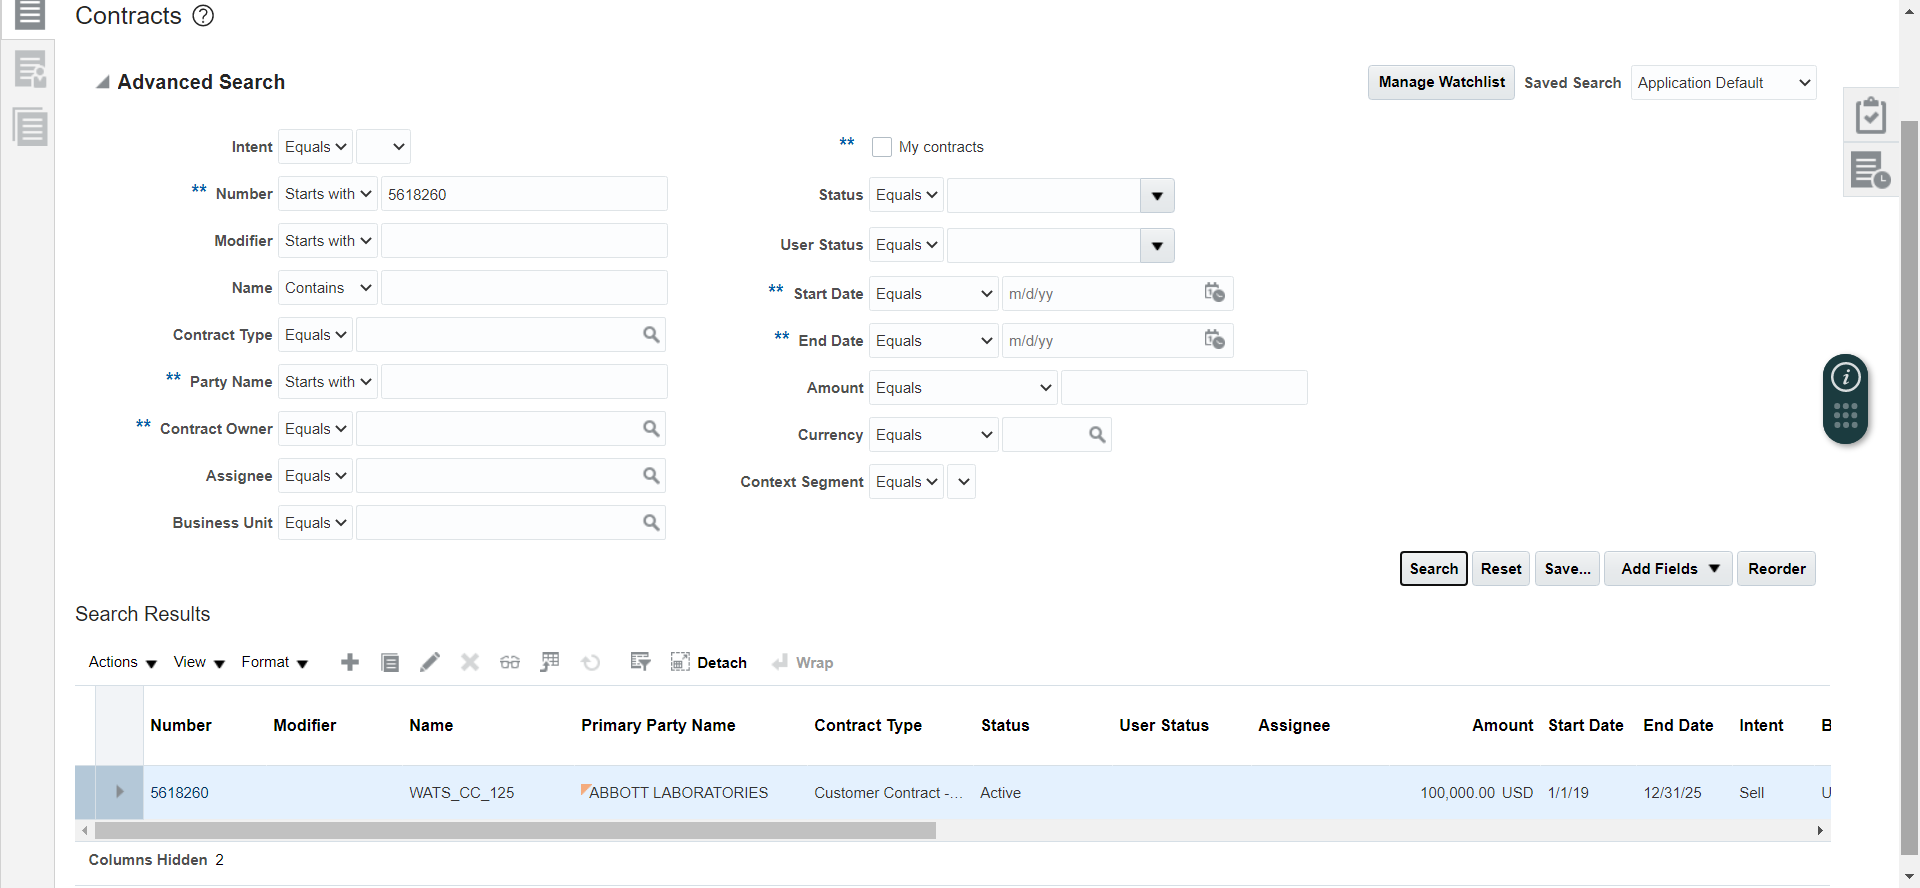 Contracts ?
Advanced Search
Manage Watchlist Saved Search Application Default
Intent Equals
** My contracts
** Number Starts with 5618260
Status Equals
Modifier Starts with
User Status Equals
Name Contains
** Start Date Equals m/d/yy
Contract Type Equals
** End Date Equals m/d/yy
** Party Name Starts with
Amount Equals
** Contract Owner Equals
Currency Equals
Assignee Equals
Context Segment Equals
Business Unit Equals
Search Reset Save... Add Fields Reorder
Search Results
Actions View Format Detach Wrap
Number Modifier Name Primary Party Name Contract Type Status User Status Assignee Amount Start Date End Date Intent B
5618260 WATS_CC_125 ABBOTT LABORATORIES Customer Contract -... Active 100,000.00 USD 1/1/19 12/31/25 Sell U
Columns Hidden 2